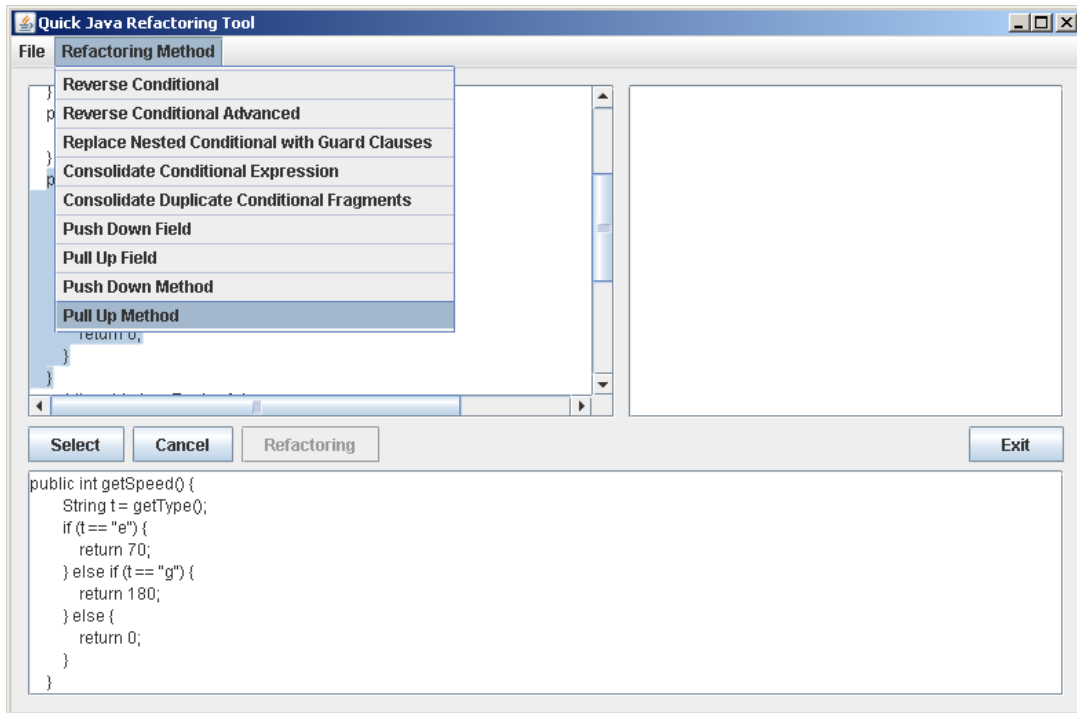 Quick Java Refactoring Tool
File Refactoring Method
Reverse Conditional
Reverse Conditional Advanced
Replace Nested Conditional with Guard Clauses
Consolidate Conditional Expression
Consolidate Duplicate Conditional Fragments
Push Down Field
Pull Up Field
Push Down Method
Pull Up Method
}
p
}
p
return 0;
}
}
Select Cancel Refactoring Exit
public int getSpeed() {
String t = getType();
if (t == "e") {
return 70;
} else if (t == "g") {
return 180;
} else {
return 0;
}
}